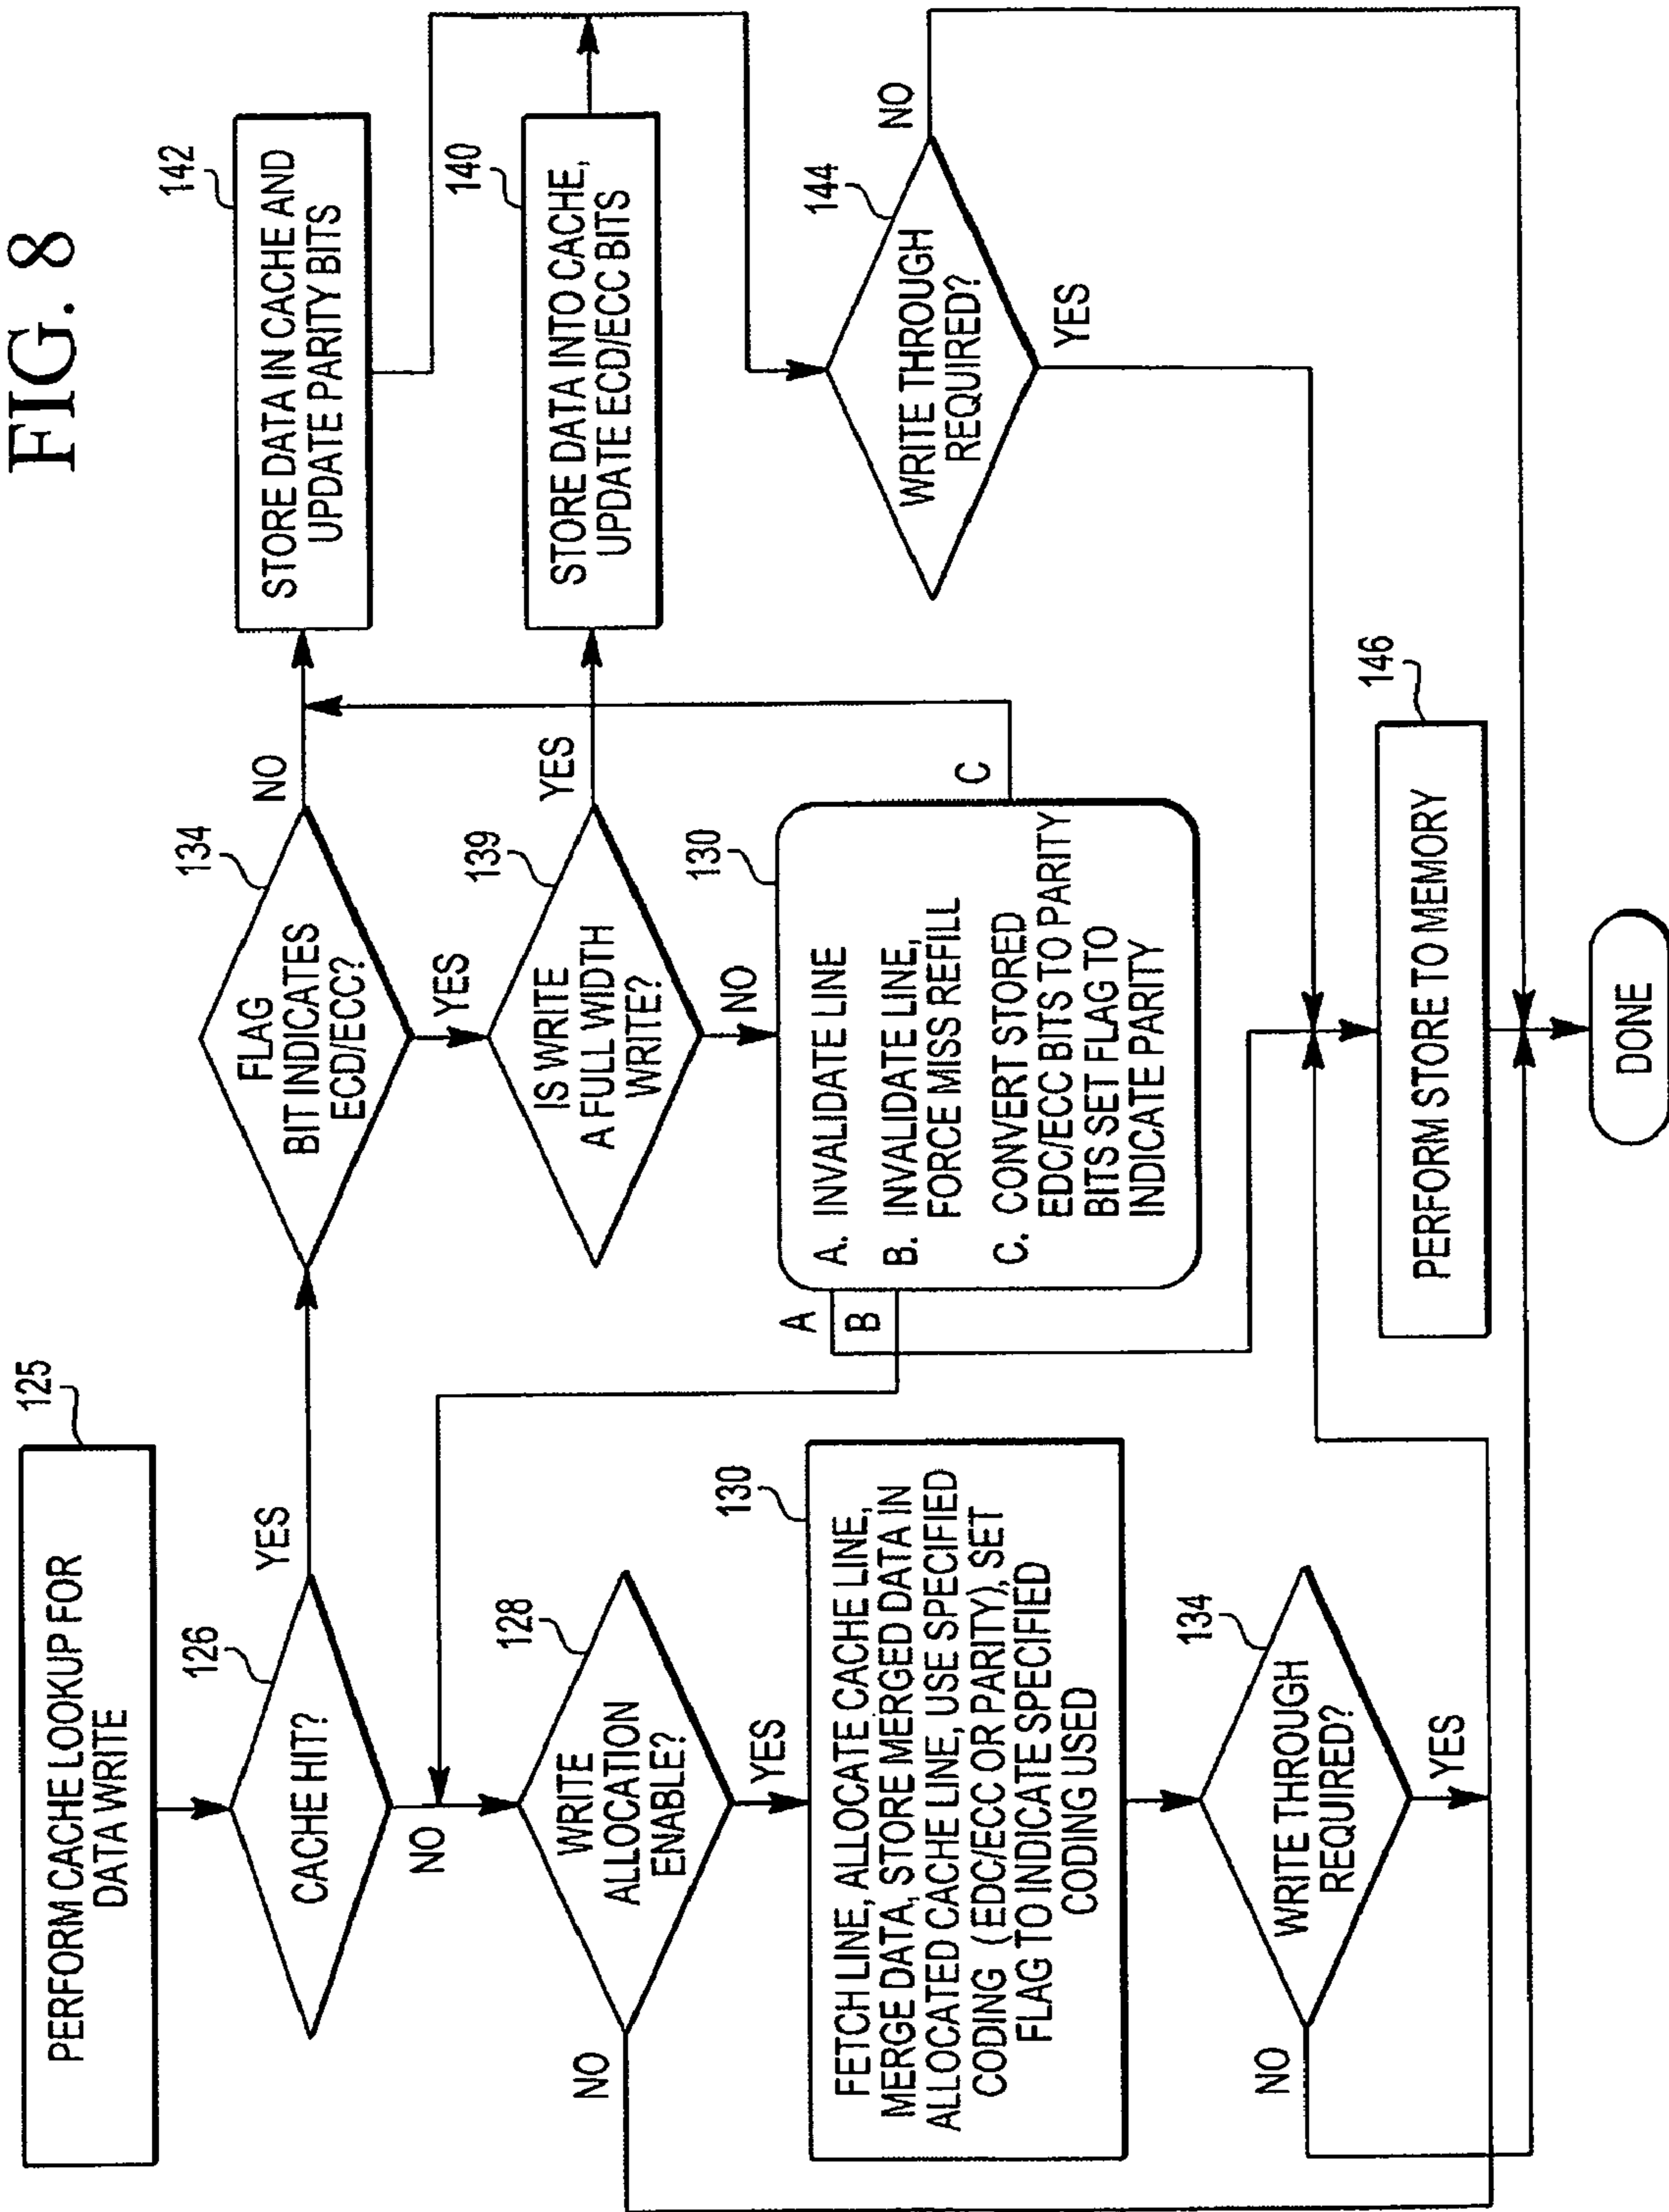 FIG. 8
125
PERFORM CACHE LOOKUP FOR
DATA WRITE
126
CACHE HIT?
YES
NO
128
WRITE
ALLOCATION
ENABLE?
NO
YES
130
FETCH LINE, ALLOCATE CACHE LINE,
MERGE DATA, STORE MERGED DATA IN
ALLOCATED CACHE LINE, USE SPECIFIED
CODING (EDC/ECC OR PARITY), SET
FLAG TO INDICATE SPECIFIED
CODING USED
134
WRITE THROUGH
REQUIRED?
NO
YES
134
FLAG
BIT INDICATES
ECD/ECC?
NO
YES
139
IS WRITE
A FULL WIDTH
WRITE?
YES
NO
130
A. INVALIDATE LINE
B. INVALIDATE LINE,
FORCE MISS REFILL
C. CONVERT STORED
EDC/ECC BITS TO PARITY
BITS SET FLAG TO
INDICATE PARITY
A
B
C
142
STORE DATA IN CACHE AND
UPDATE PARITY BITS
140
STORE DATA INTO CACHE,
UPDATE ECD/ECC BITS
144
WRITE THROUGH
REQUIRED?
NO
YES
146
PERFORM STORE TO MEMORY
DONE